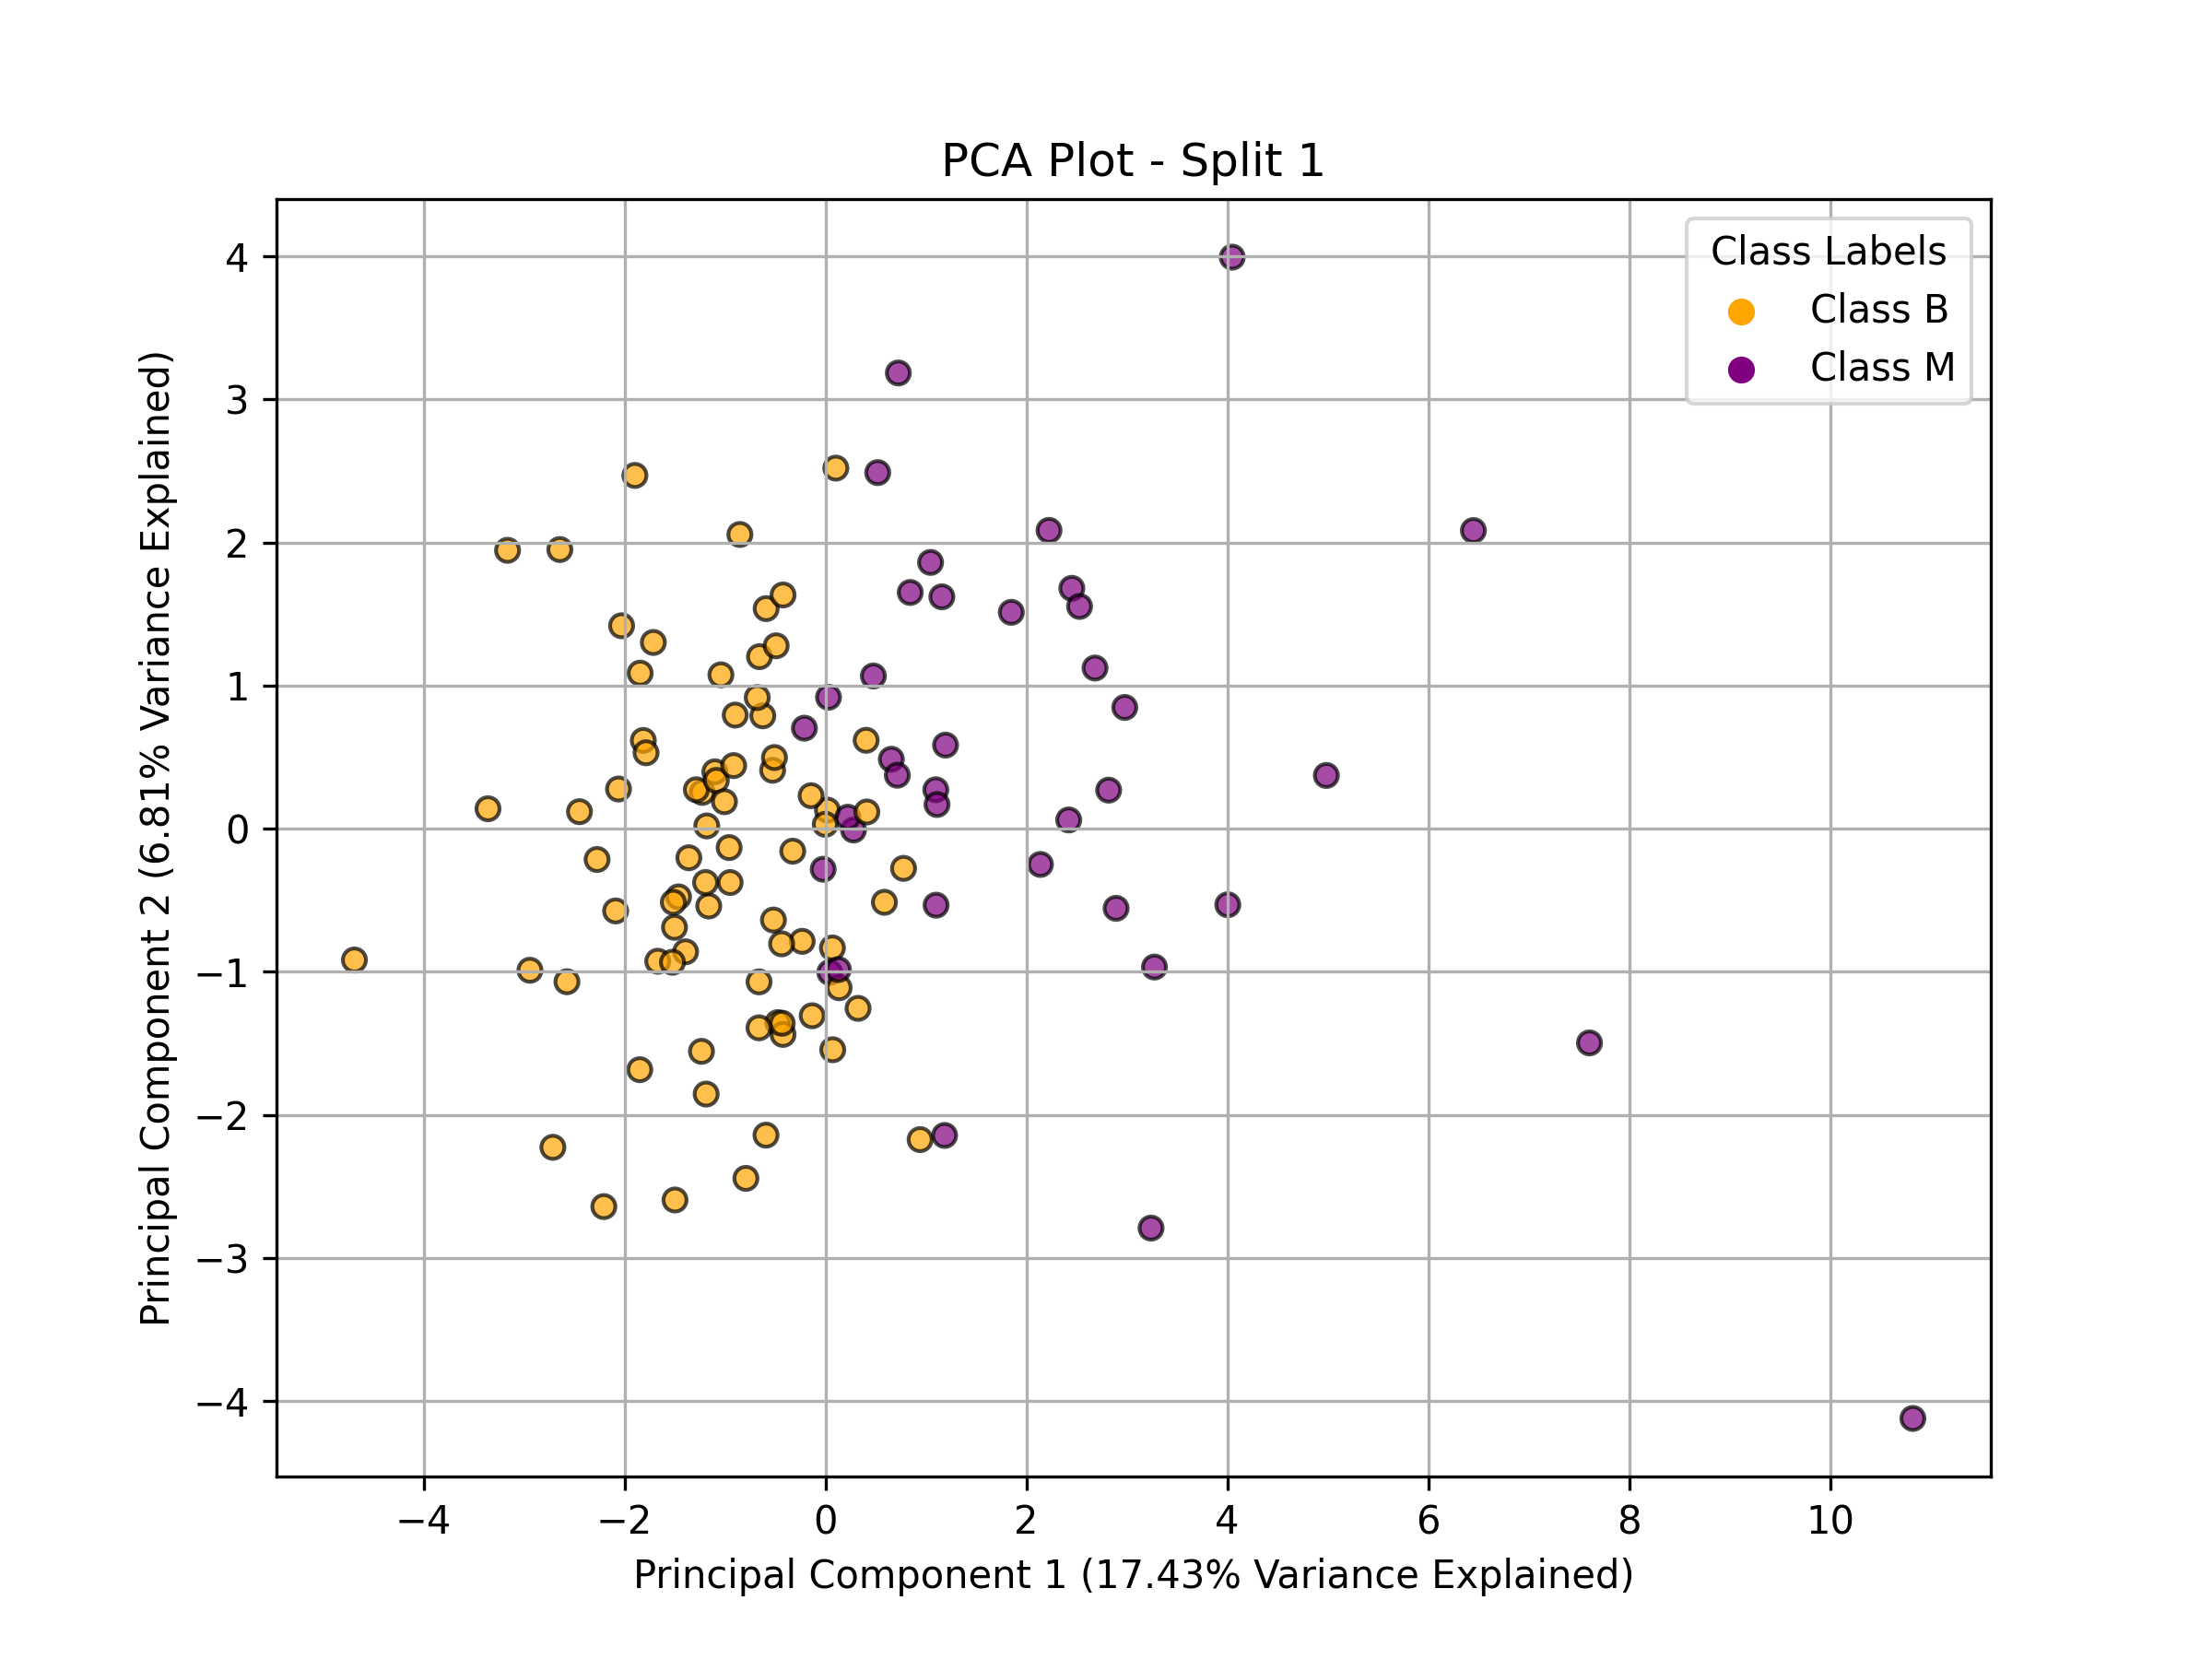 PCA Plot - Split 1
Class Labels
Class B
Class M
Principal Component 2 (6.81% Variance Explained)
4
3
2
1
0
−1
−2
−3
−4
−4 −2 0 2 4 6 8 10
Principal Component 1 (17.43% Variance Explained)